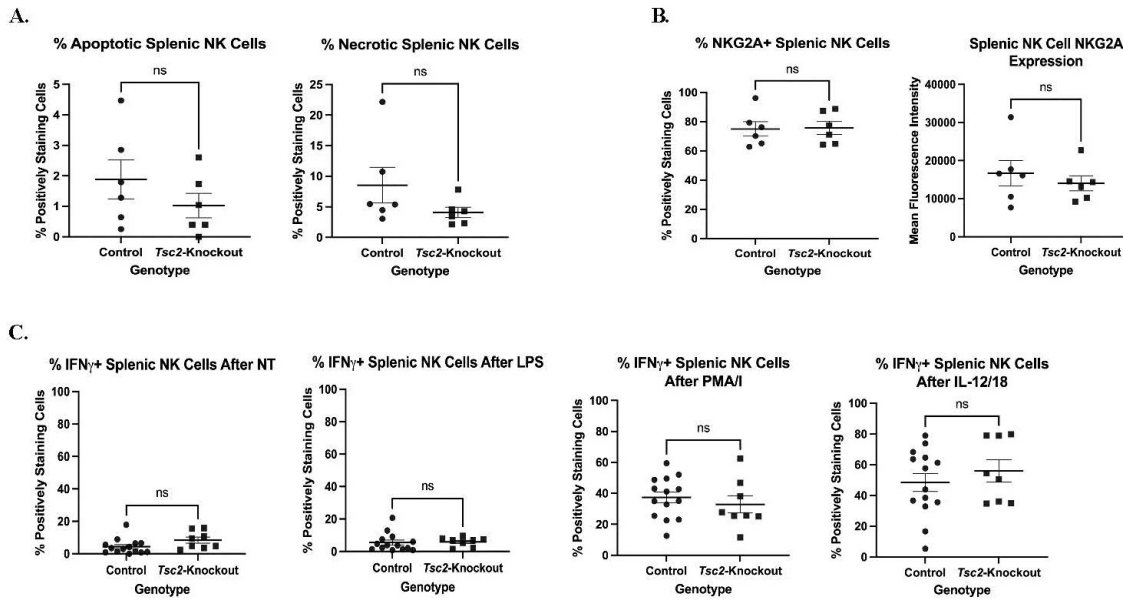 A.
% Apoptotic Splenic NK Cells
ns
% Positively Staining Cells
5
4
3
2
1
0
Control
Tsc2-Knockout
Genotype
% Necrotic Splenic NK Cells
ns
% Positively Staining Cells
25
20
15
10
5
0
Control
Tsc2-Knockout
Genotype
B.
% NKG2A+ Splenic NK Cells
ns
% Positively Staining Cells
100
80
60
40
20
0
Control
Tsc2-Knockout
Genotype
Splenic NK Cell NKG2A
Expression
ns
Mean Fluorescence Intensity
40000
30000
20000
10000
0
Control
Tsc2-Knockout
Genotype
C.
% IFNγ+ Splenic NK Cells After NT
ns
% Positively Staining Cells
100
80
60
40
20
0
Control
Tsc2-Knockout
Genotype
% IFNγ+ Splenic NK Cells After LPS
ns
% Positively Staining Cells
100
80
60
40
20
0
Control
Tsc2-Knockout
Genotype
% IFNγ+ Splenic NK Cells
After PMA/I
ns
% Positively Staining Cells
100
80
60
40
20
0
Control
Tsc2-Knockout
Genotype
% IFNγ+ Splenic NK Cells
After IL-12/18
ns
% Positively Staining Cells
100
80
60
40
20
0
Control
Tsc2-Knockout
Genotype